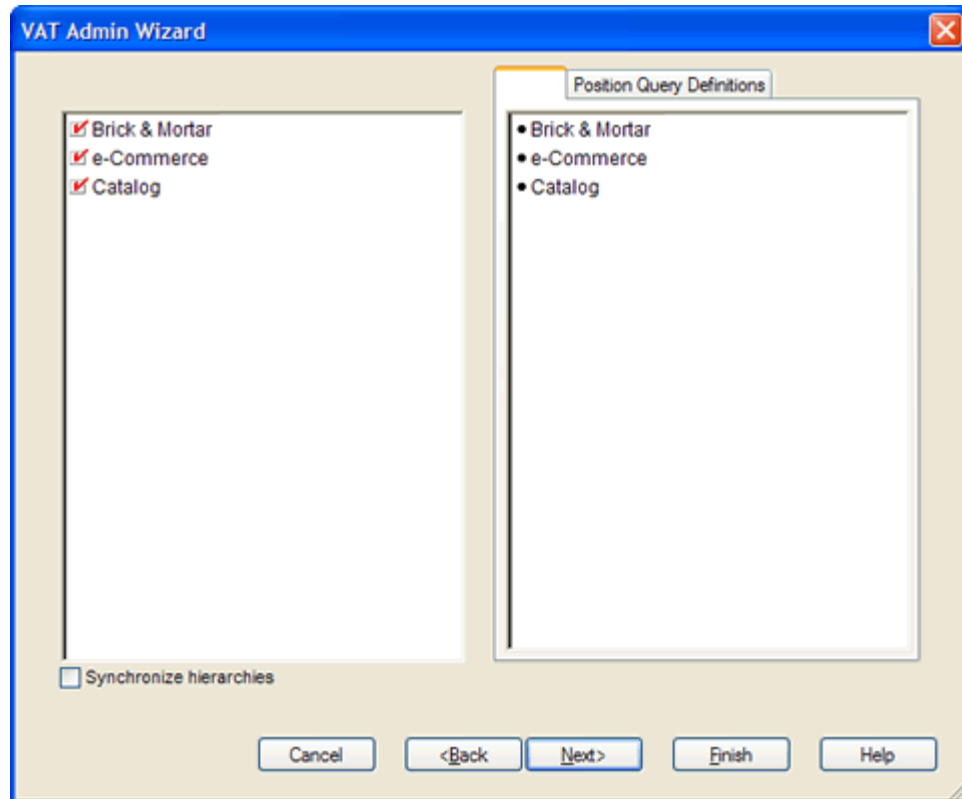 VAT Admin Wizard
Position Query Definitions
Brick & Mortar
e-Commerce
Catalog
• Brick & Mortar
• e-Commerce
• Catalog
Synchronize hierarchies
Cancel
<Back
Next>
Finish
Help